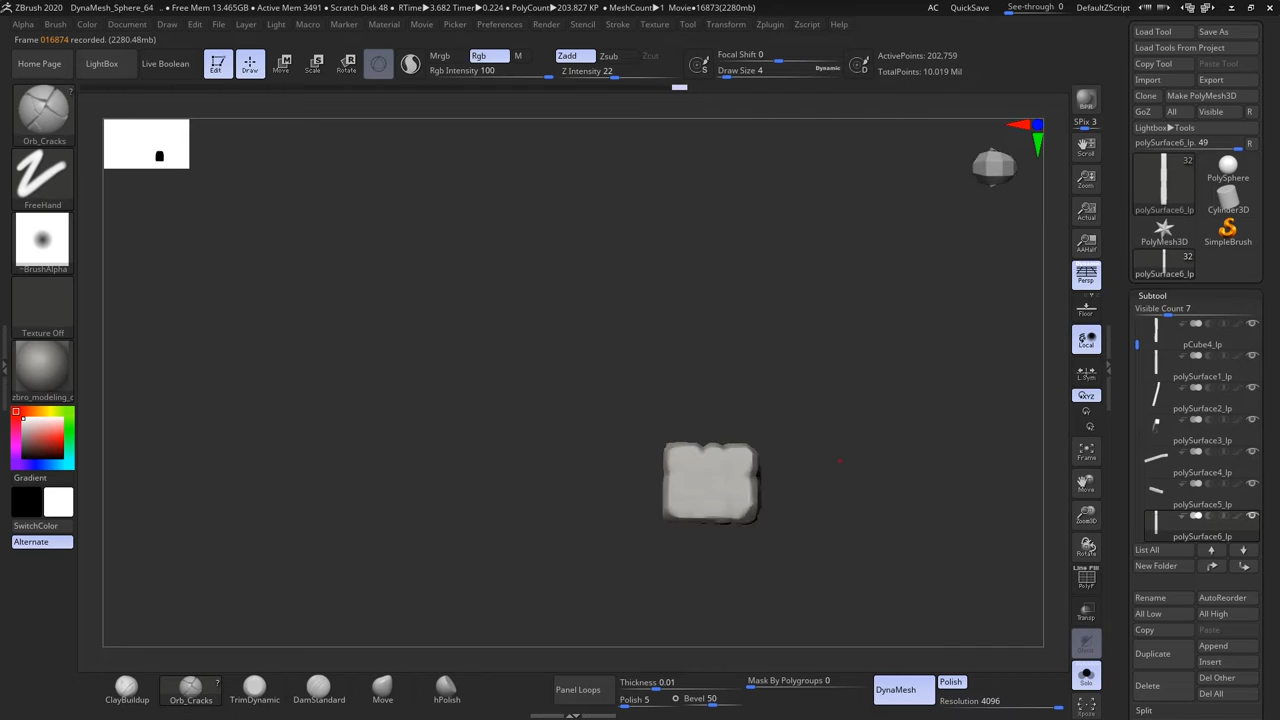 ZBrush 2020 DynaMesh_Sphere_64 .. • Free Mem 13.465GB • Active Mem 3491 • Scratch Disk 48 • RTime▶3.682 Timer▶0.74 • PolyCount▶203.827 KP • MeshCount▶1 Movie▶16873(2280mb) AC QuickSave See-through 0 DefaultZScript
Alpha Brush Color Document Draw Edit File Layer Light Macro Marker Material Movie Picker Preferences Render Stencil Stroke Texture Tool Transform Zplugin Zscript Help
Frame 016874 recorded. (2280.48mb)
Home Page LightBox Live Boolean Edit Draw Move Scale Rotate
Mrgb Rgb M
Rgb Intensity 100
Zadd Zsub Zcut
Z Intensity 22
Focal Shift 0
Draw Size 4 Dynamic
S
D
ActivePoints: 202,759
TotalPoints: 10.019 Mil
Orb_Cracks
?
FreeHand
~BrushAlpha
Texture Off
zbro_modeling_c
Gradient
SwitchColor
Alternate
BPR
SPix 3
Scroll
Zoom
Actual
AAHalf
Persp
Floor
Local
L.Sym
XYZ
Frame
Move
Zoom3D
Rotate
Line Fill
PolyF
Transp
Ghost
Solo
Xpose
Load Tool Save As
Load Tools From Project
Copy Tool Paste Tool
Import Export
Clone Make PolyMesh3D
GoZ All Visible R
Lightbox▶Tools
polySurface6_lp. 49 R
32
polySurface6_lp
PolySphere
Cylinder3D
PolyMesh3D
SimpleBrush
32
polySurface6_lp
Subtool
Visible Count 7
pCube4_lp
polySurface1_lp
polySurface2_lp
polySurface3_lp
polySurface4_lp
polySurface5_lp
polySurface6_lp
List All
New Folder
Rename AutoReorder
All Low All High
Copy Paste
Duplicate Append
Insert
Delete Del Other
Del All
Split
Claybuildup
Orb_Cracks
?
TrimDynamic
DamStandard
Move
hPolish
Panel Loops
Thickness 0.01
Polish 5 Bevel 50
Mask By Polygroups 0
DynaMesh
Polish
Resolution 4096